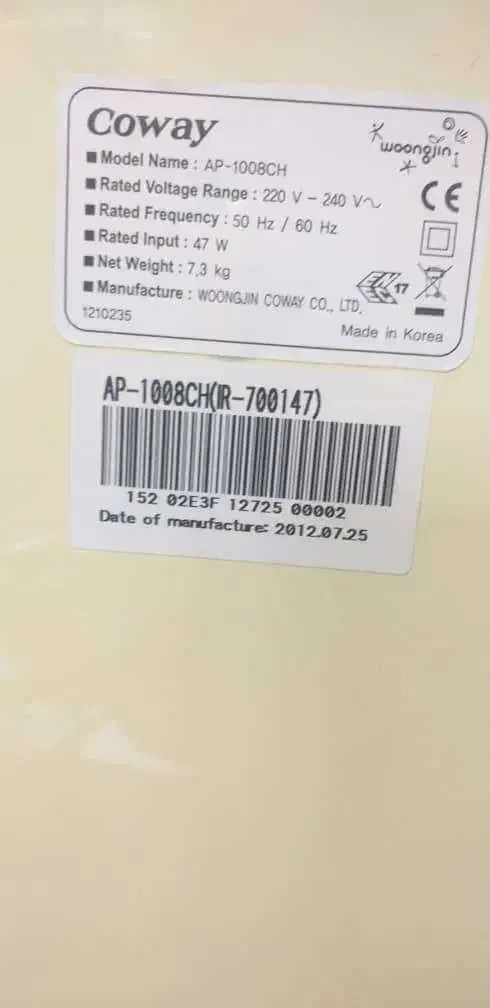 Coway
woongjin
■ Model Name : AP-1008CH
■ Rated Voltage Range : 220 V – 240 V～
■ Rated Frequency : 50 Hz / 60 Hz
■ Rated Input : 47 W
■ Net Weight : 7.3 kg
■ Manufacture : WOONGJIN COWAY CO., LTD.
CE
17
1210235
Made in Korea
AP-1008CH(IR-700147)
152 02E3F 12725 00002
Date of manufacture: 2012.07.25